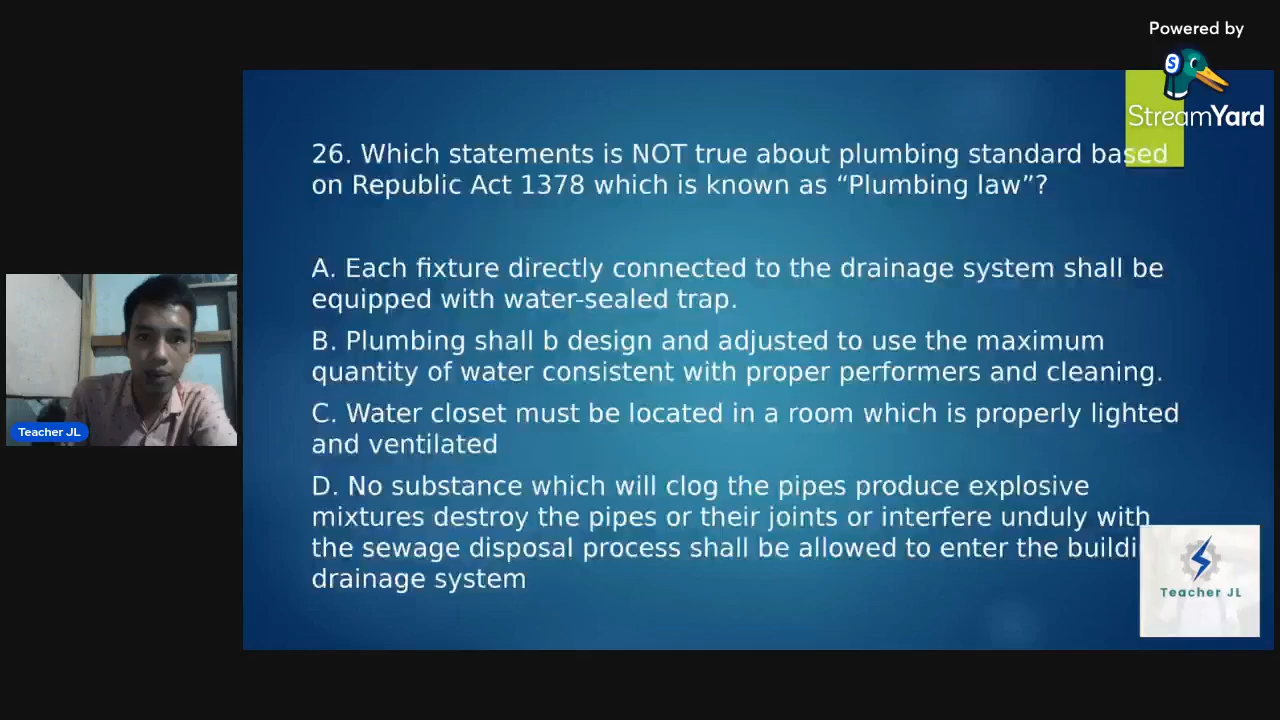 Powered by
StreamYard
26. Which statements is NOT true about plumbing standard based
on Republic Act 1378 which is known as “Plumbing law”?
A. Each fixture directly connected to the drainage system shall be
equipped with water-sealed trap.
B. Plumbing shall b design and adjusted to use the maximum
quantity of water consistent with proper performers and cleaning.
C. Water closet must be located in a room which is properly lighted
and ventilated
D. No substance which will clog the pipes produce explosive
mixtures destroy the pipes or their joints or interfere unduly with
the sewage disposal process shall be allowed to enter the buildi
drainage system
Teacher JL
Teacher JL